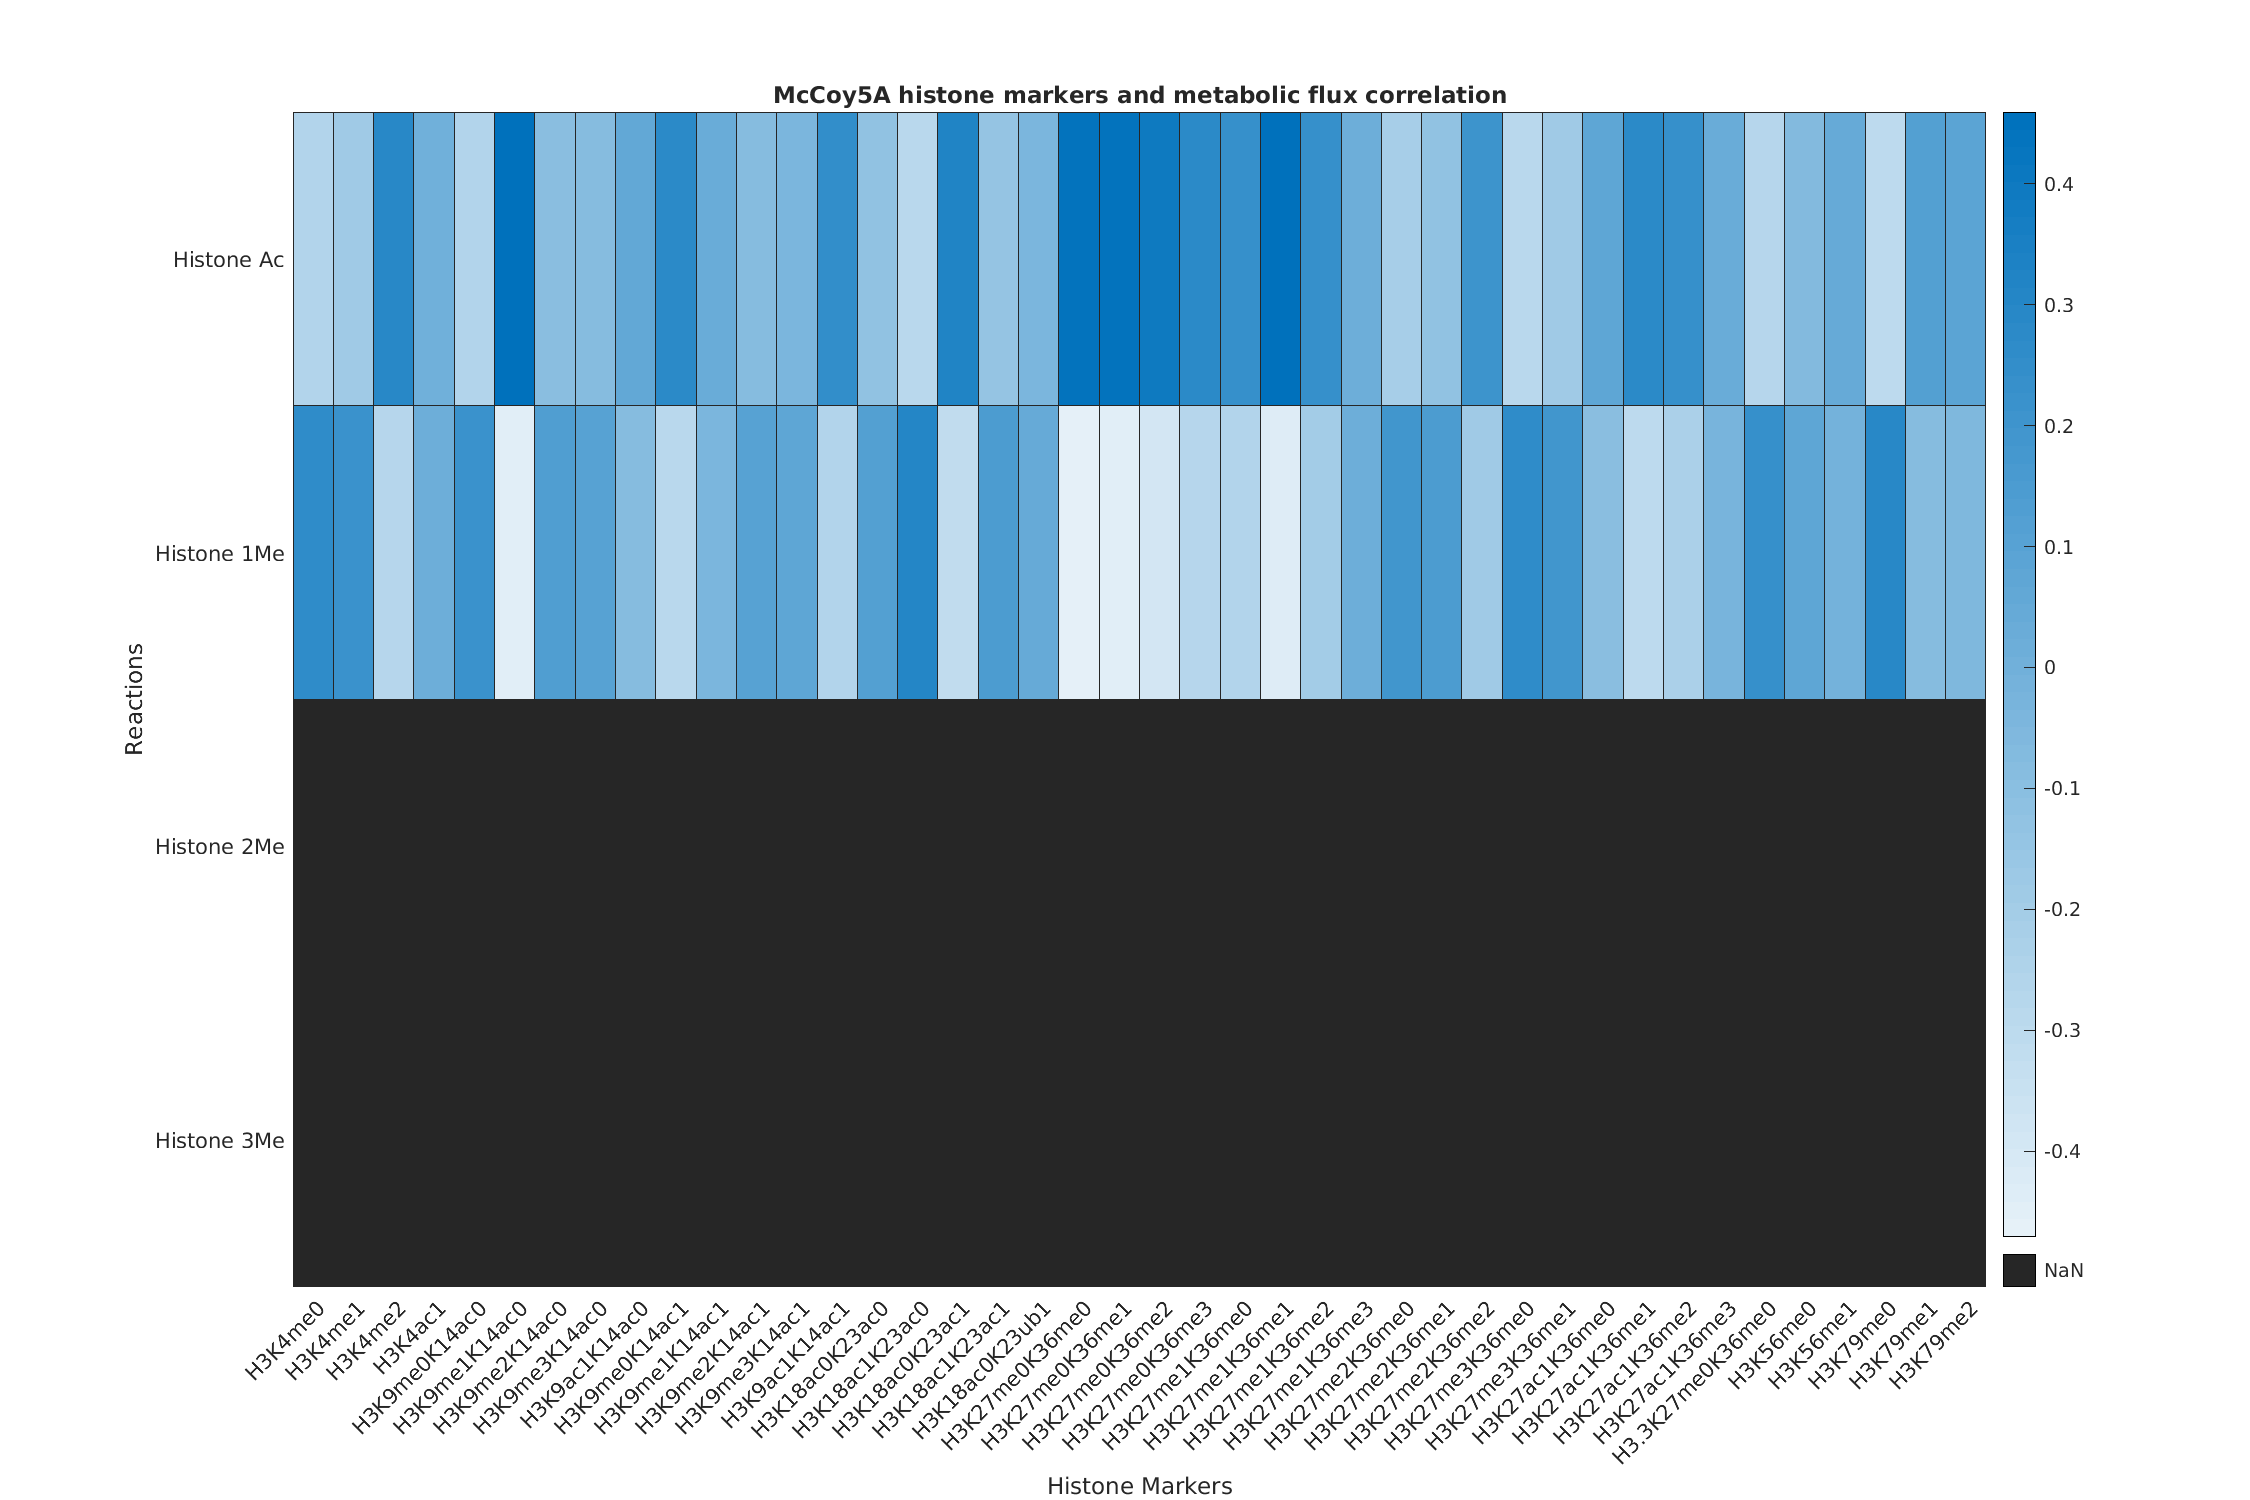 McCoy5A histone markers and metabolic flux correlation
Reactions
Histone Ac
Histone 1Me
Histone 2Me
Histone 3Me
0.4
0.3
0.2
0.1
0
-0.1
-0.2
-0.3
-0.4
NaN
H3K4me0
H3K4me1
H3K4me2
H3K4ac1
H3K9me0K14ac0
H3K9me1K14ac0
H3K9me2K14ac0
H3K9me3K14ac0
H3K9ac1K14ac0
H3K9me0K14ac1
H3K9me1K14ac1
H3K9me2K14ac1
H3K9me3K14ac1
H3K9ac1K14ac1
H3K18ac0K23ac0
H3K18ac1K23ac0
H3K18ac0K23ac1
H3K18ac1K23ac1
H3K18ac0K23ub1
H3K27me0K36me0
H3K27me0K36me1
H3K27me0K36me2
H3K27me0K36me3
H3K27me1K36me0
H3K27me1K36me1
H3K27me1K36me2
H3K27me1K36me3
H3K27me2K36me0
H3K27me2K36me1
H3K27me2K36me2
H3K27me3K36me0
H3K27me3K36me1
H3K27ac1K36me0
H3K27ac1K36me1
H3K27ac1K36me2
H3K27ac1K36me3
H3.3K27me0K36me0
H3K56me0
H3K56me1
H3K79me0
H3K79me1
H3K79me2
Histone Markers